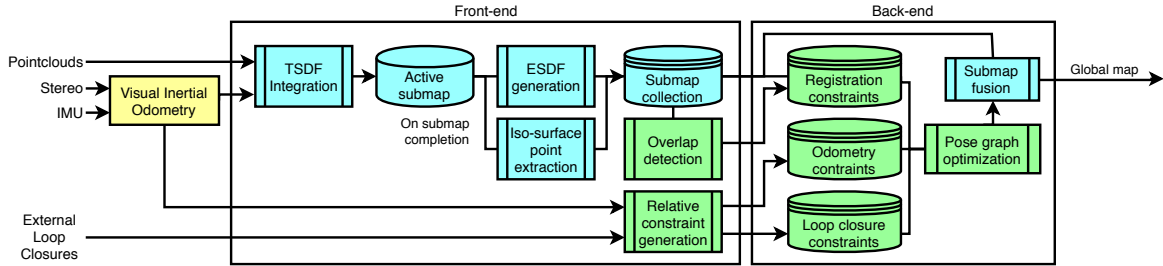 Front-end
Back-end
Pointclouds
Stereo
IMU
Visual Inertial
Odometry
TSDF
Integration
Active
submap
On submap
completion
ESDF
generation
Iso-surface
point
extraction
Submap
collection
Overlap
detection
Relative
constraint
generation
External
Loop
Closures
Registration
constraints
Odometry
contraints
Loop closure
constraints
Submap
fusion
Pose graph
optimization
Global map